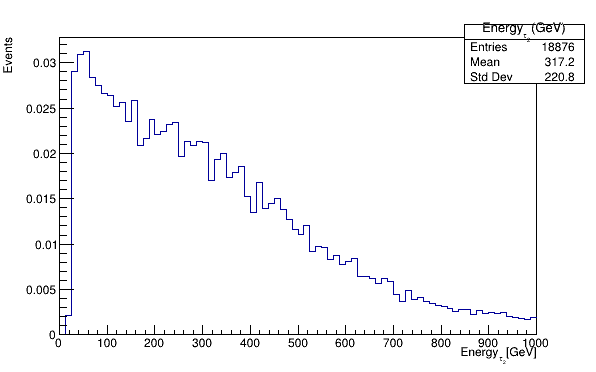 Energy_τ₂ (GeV)
Entries 18876
Mean 317.2
Std Dev 220.8
Events
0.03
0.025
0.02
0.015
0.01
0.005
0
0 100 200 300 400 500 600 700 800 900 1000
Energy_τ₂ [GeV]